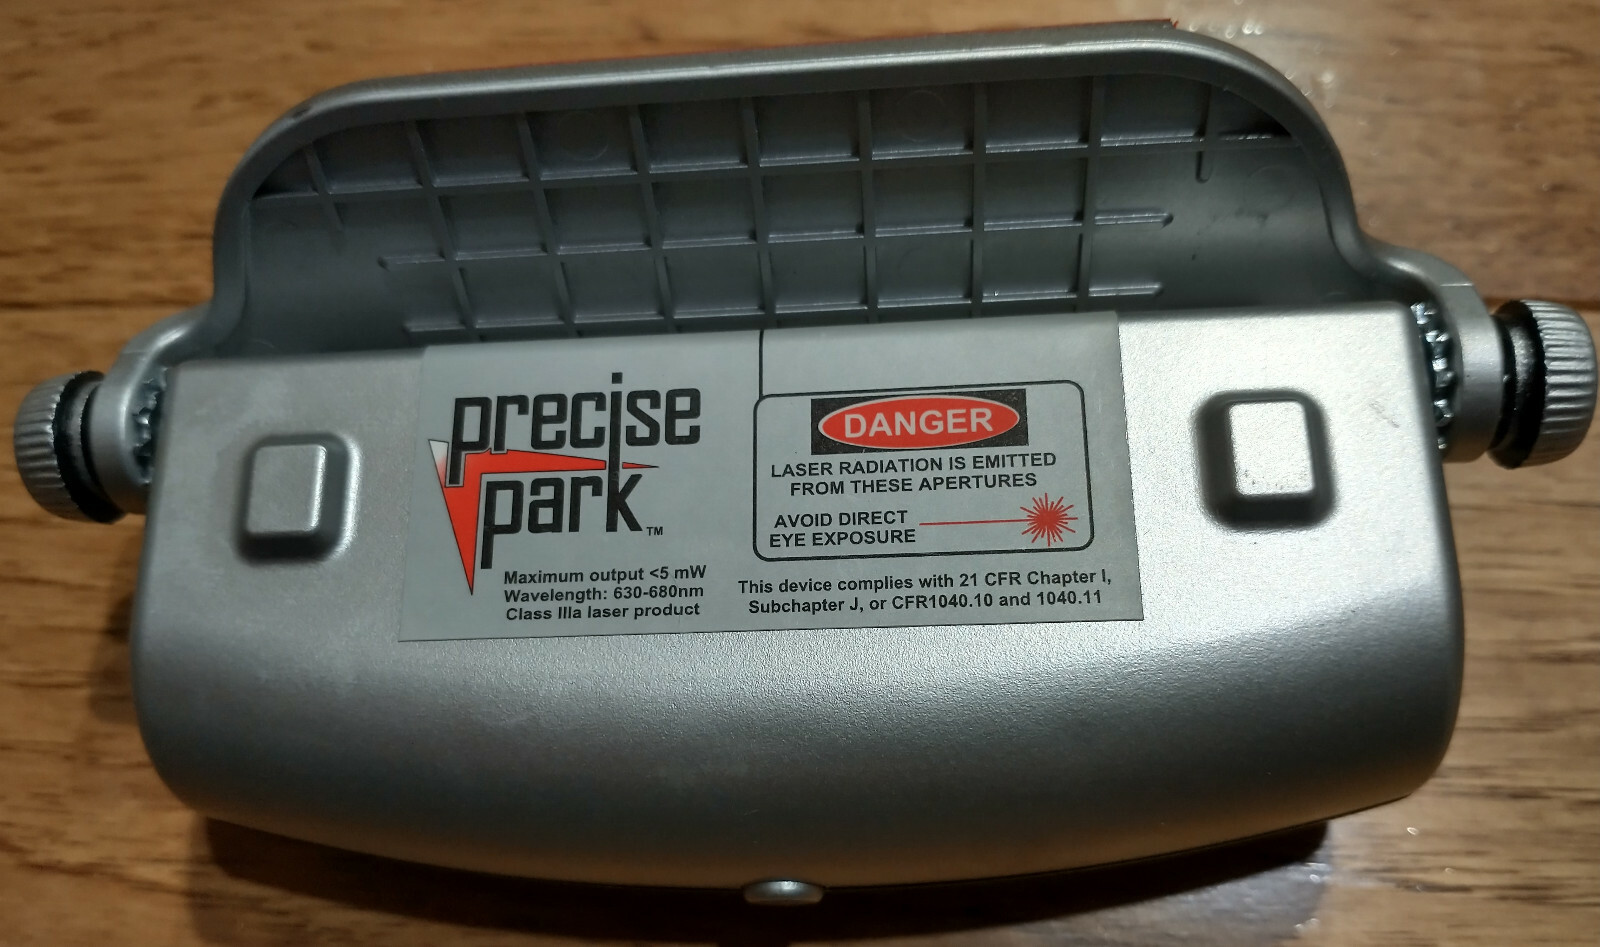 precise
park™
Maximum output <5 mW
Wavelength: 630-680nm
Class IIIa laser product
DANGER
LASER RADIATION IS EMITTED
FROM THESE APERTURES
AVOID DIRECT
EYE EXPOSURE
This device complies with 21 CFR Chapter I,
Subchapter J, or CFR1040.10 and 1040.11